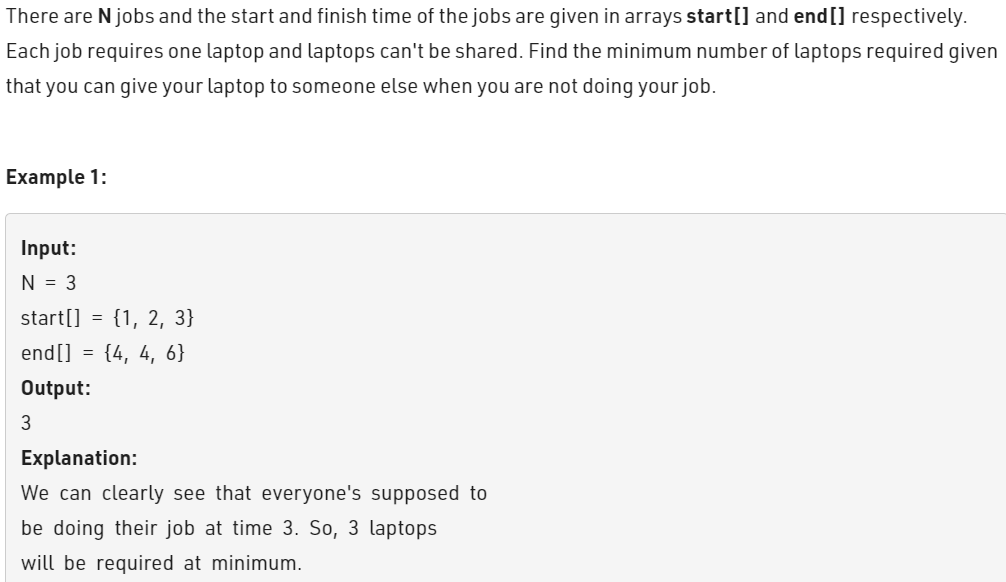 There are N jobs and the start and finish time of the jobs are given in arrays start[] and end[] respectively.
Each job requires one laptop and laptops can't be shared. Find the minimum number of laptops required given
that you can give your laptop to someone else when you are not doing your job.
Example 1:
Input:
N = 3
start[] = {1, 2, 3}
end[] = {4, 4, 6}
Output:
3
Explanation:
We can clearly see that everyone's supposed to
be doing their job at time 3. So, 3 laptops
will be required at minimum.